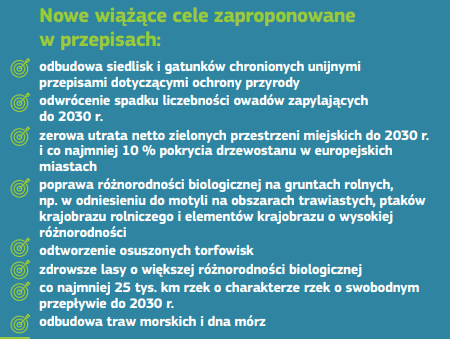 Nowe wiążące cele zaproponowane
w przepisach:
odbudowa siedlisk i gatunków chronionych unijnymi
przepisami dotyczącymi ochrony przyrody
odwrócenie spadku liczebności owadów zapylających
do 2030 r.
zerowa utrata netto zielonych przestrzeni miejskich do 2030 r.
i co najmniej 10 % pokrycia drzewostanu w europejskich
miastach
poprawa różnorodności biologicznej na gruntach rolnych,
np. w odniesieniu do motyli na obszarach trawiastych, ptaków
krajobrazu rolniczego i elementów krajobrazu o wysokiej
różnorodności
odtworzenie osuszonych torfowisk
zdrowsze lasy o większej różnorodności biologicznej
co najmniej 25 tys. km rzek o charakterze rzek o swobodnym
przepływie do 2030 r.
odbudowa traw morskich i dna mórz